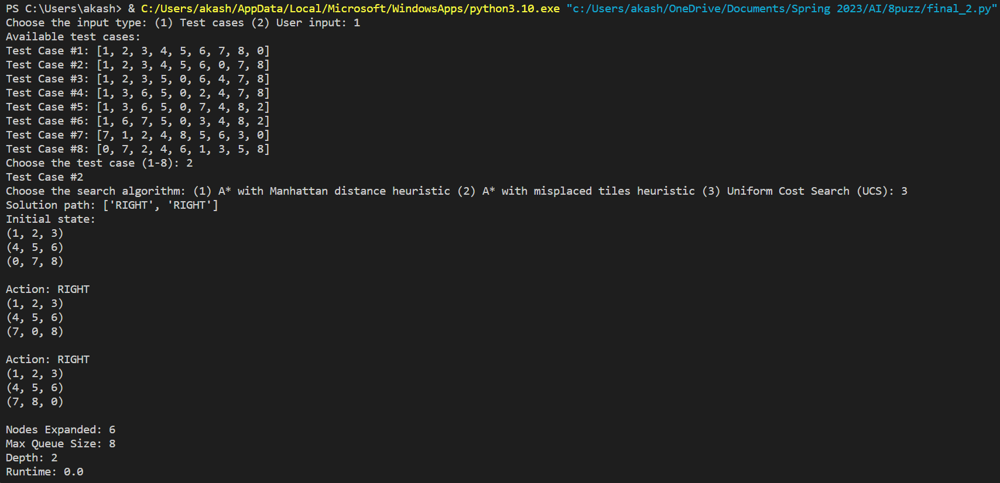 PS C:\Users\akash> & C:/Users/akash/AppData/Local/Microsoft/WindowsApps/python3.10.exe "c:/Users/akash/OneDrive/Documents/Spring 2023/AI/8puzz/final_2.py"
Choose the input type: (1) Test cases (2) User input: 1
Available test cases:
Test Case #1: [1, 2, 3, 4, 5, 6, 7, 8, 0]
Test Case #2: [1, 2, 3, 4, 5, 6, 0, 7, 8]
Test Case #3: [1, 2, 3, 5, 0, 6, 4, 7, 8]
Test Case #4: [1, 3, 6, 5, 0, 2, 4, 7, 8]
Test Case #5: [1, 3, 6, 5, 0, 7, 4, 8, 2]
Test Case #6: [1, 6, 7, 5, 0, 3, 4, 8, 2]
Test Case #7: [7, 1, 2, 4, 8, 5, 6, 3, 0]
Test Case #8: [0, 7, 2, 4, 6, 1, 3, 5, 8]
Choose the test case (1-8): 2
Test Case #2
Choose the search algorithm: (1) A* with Manhattan distance heuristic (2) A* with misplaced tiles heuristic (3) Uniform Cost Search (UCS): 3
Solution path: ['RIGHT', 'RIGHT']
Initial state:
(1, 2, 3)
(4, 5, 6)
(0, 7, 8)
Action: RIGHT
(1, 2, 3)
(4, 5, 6)
(7, 0, 8)
Action: RIGHT
(1, 2, 3)
(4, 5, 6)
(7, 8, 0)
Nodes Expanded: 6
Max Queue Size: 8
Depth: 2
Runtime: 0.0